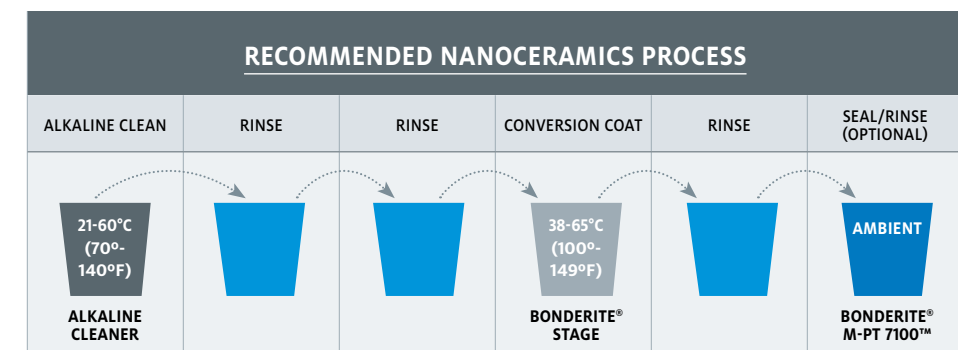 RECOMMENDED NANOCERAMICS PROCESS
ALKALINE CLEAN
RINSE
RINSE
CONVERSION COAT
RINSE
SEAL/RINSE
(OPTIONAL)
21-60°C
(70º-
140ºF)
38-65°C
(100º-
149ºF)
AMBIENT
ALKALINE
CLEANER
BONDERITE®
STAGE
BONDERITE®
M-PT 7100™